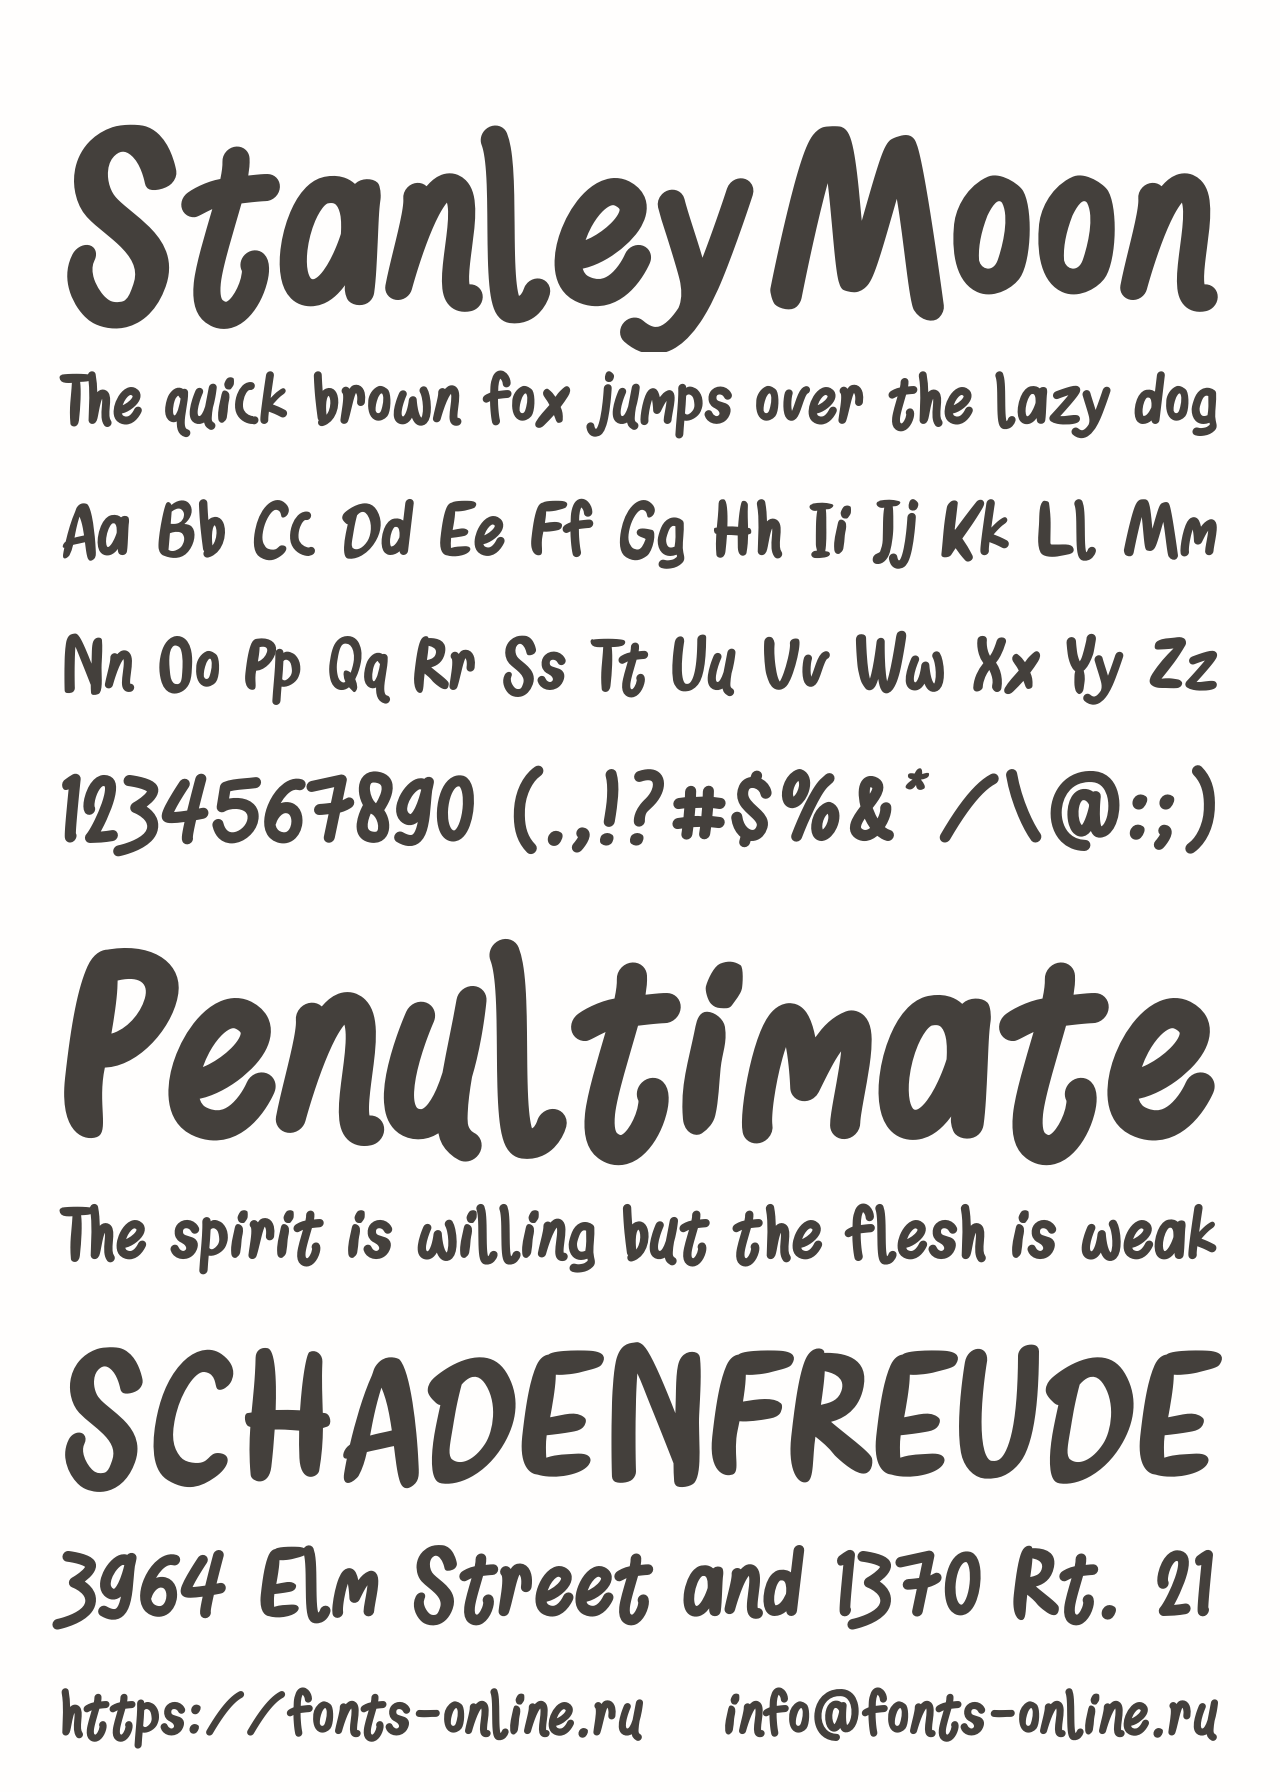 Stanley Moon
The quick brown fox jumps over the lazy dog
Aa Bb Cc Dd Ee Ff Gg Hh Ii Jj Kk Ll Mm
Nn Oo Pp Qq Rr Ss Tt Uu Vv Ww Xx Yy Zz
1234567890 (.,!?#$%&*/\@:;)
Penultimate
The spirit is willing but the flesh is weak
SCHADENFREUDE
3964 Elm Street and 1370 Rt. 21
https://fonts-online.ru info@fonts-online.ru